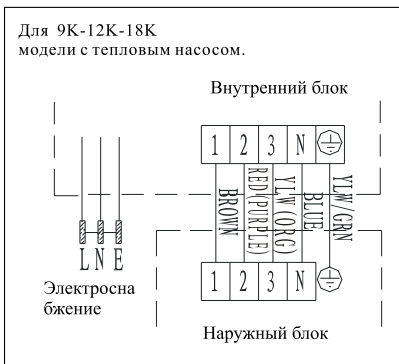 Для 9K-12K-18K
модели с тепловым насосом.
Внутренний блок
1 2 3 N
BROWN
RED(PURPLE)
YLW(ORG)
BLUE
YLW/GRN
L N E
Электросна
бжение
1 2 3 N
Наружный блок